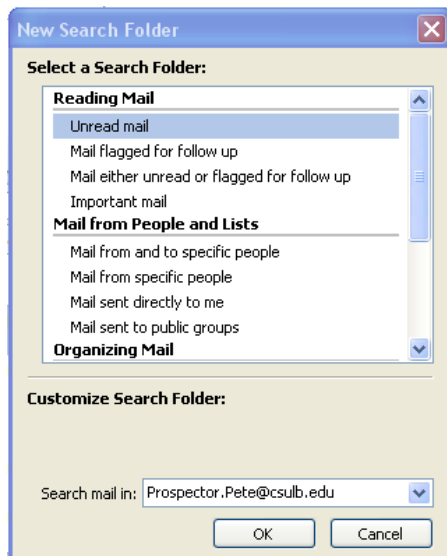 New Search Folder
Select a Search Folder:
Reading Mail
Unread mail
Mail flagged for follow up
Mail either unread or flagged for follow up
Important mail
Mail from People and Lists
Mail from and to specific people
Mail from specific people
Mail sent directly to me
Mail sent to public groups
Organizing Mail
Customize Search Folder:
Search mail in: Prospector.Pete@csulb.edu
OK Cancel